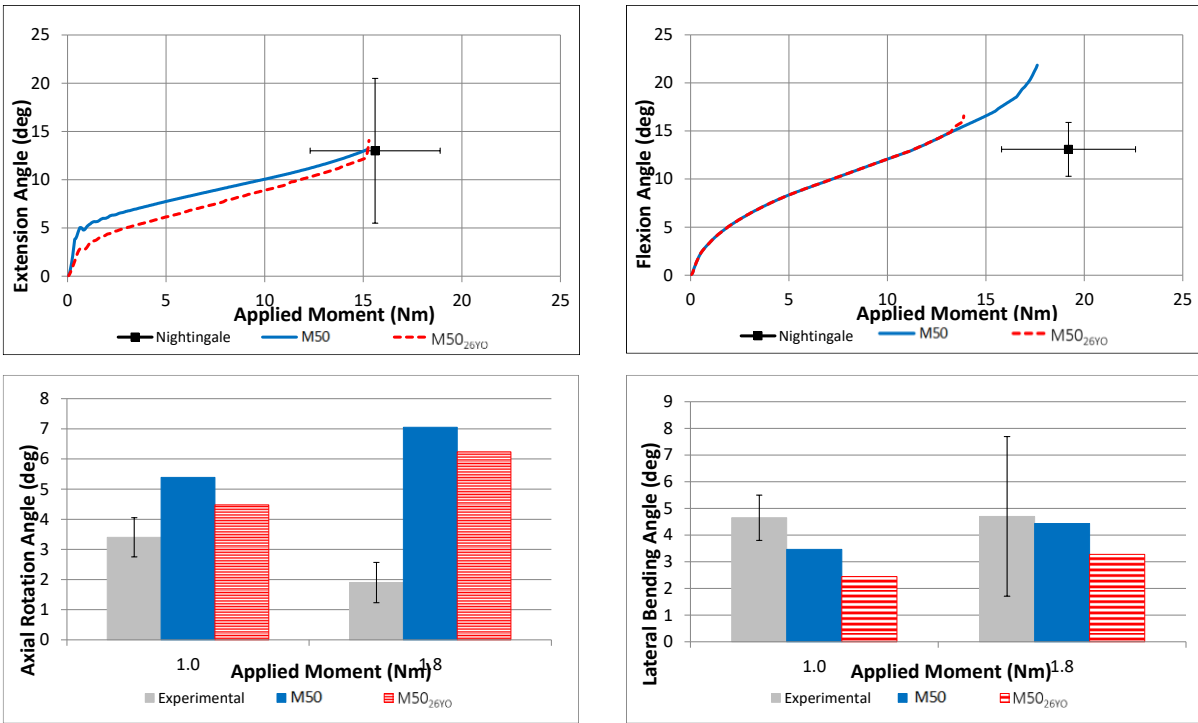 25
20
15
10
5
0
Extension Angle (deg)
0 5 10 15 20 25
Applied Moment (Nm)
Nightingale M50 M50₂₆YO
25
20
15
10
5
0
Flexion Angle (deg)
0 5 10 15 20 25
Applied Moment (Nm)
Nightingale M50 M50₂₆YO
8
7
6
5
4
3
2
1
0
Axial Rotation Angle (deg)
1.0 1.8
Applied Moment (Nm)
Experimental M50 M50₂₆YO
9
8
7
6
5
4
3
2
1
0
Lateral Bending Angle (deg)
1.0 1.8
Applied Moment (Nm)
Experimental M50 M50₂₆YO